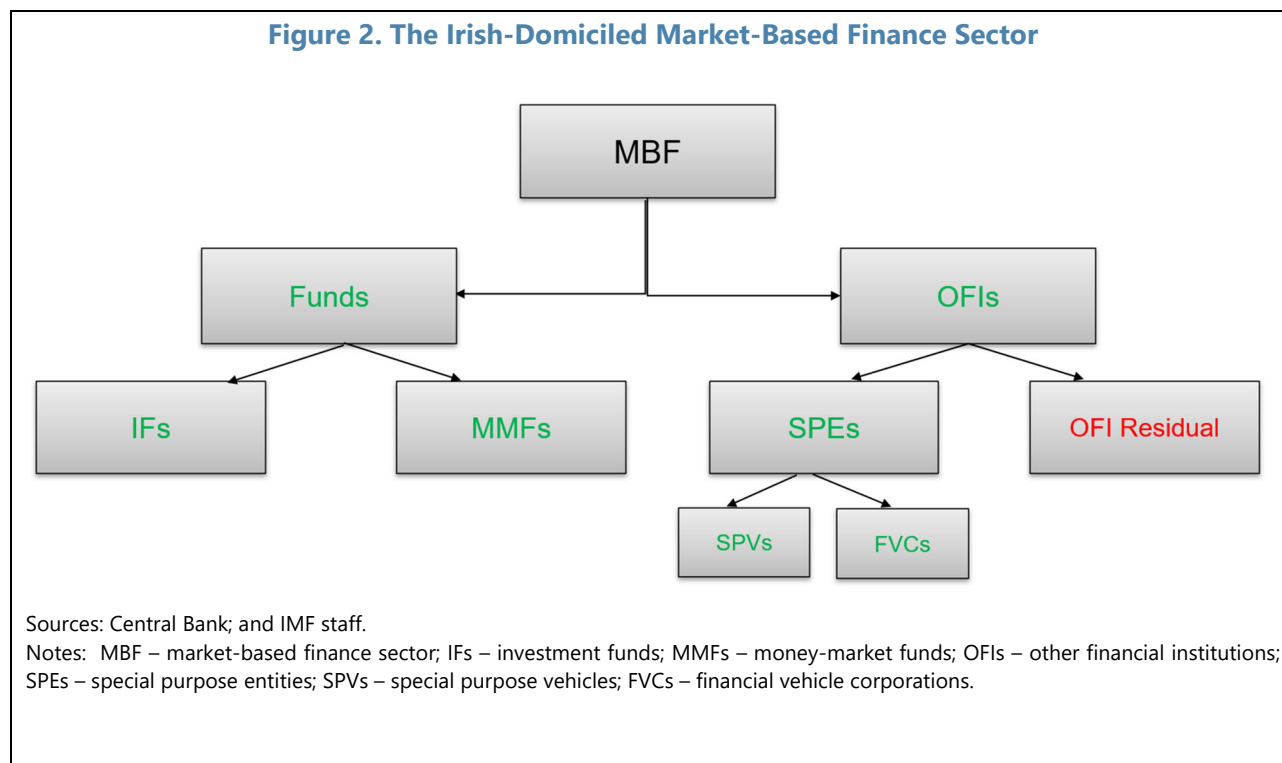 Figure 2. The Irish-Domiciled Market-Based Finance Sector
MBF
Funds
OFIs
IFs
MMFs
SPEs
OFI Residual
SPVs
FVCs
Sources: Central Bank; and IMF staff.
Notes: MBF – market-based finance sector; IFs – investment funds; MMFs – money-market funds; OFIs – other financial institutions;
SPEs – special purpose entities; SPVs – special purpose vehicles; FVCs – financial vehicle corporations.